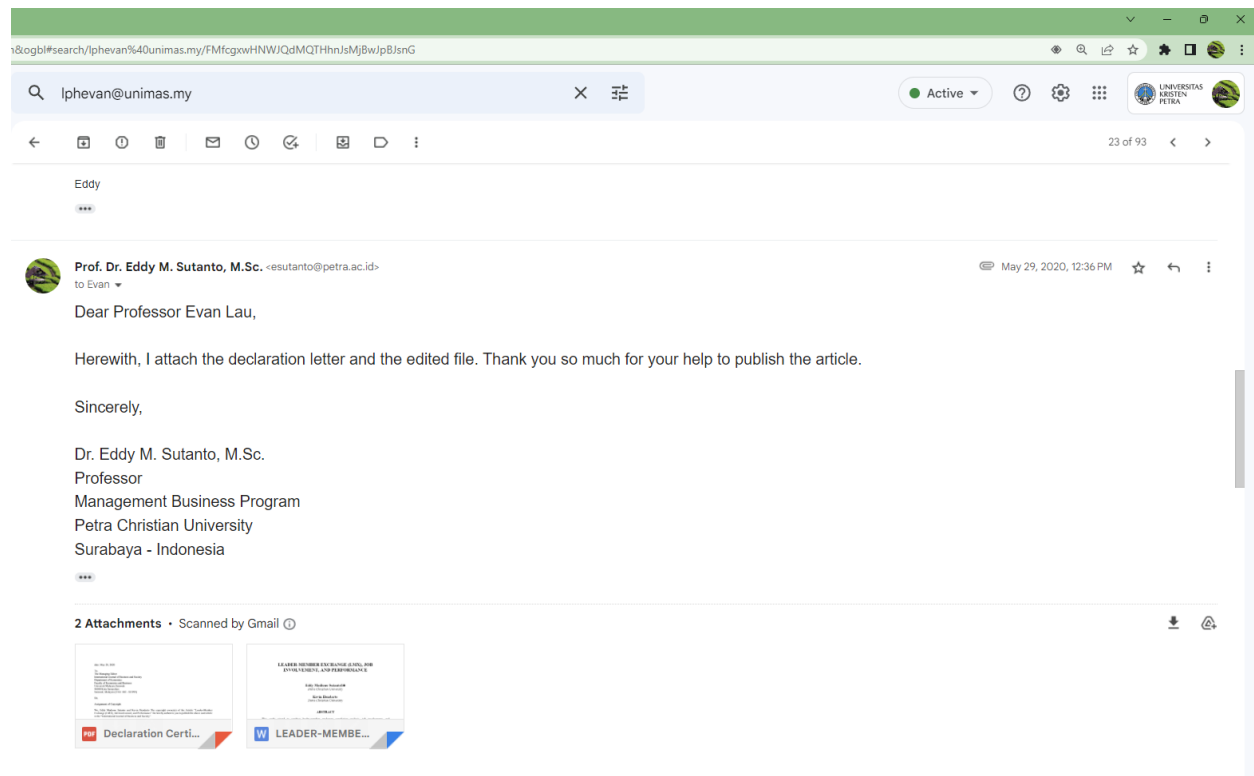 n&ogbl#search/lphevan%40unimas.my/FMfcgxwHNWJQdMQTHhnJsMjBwJpBJsnG
lphevan@unimas.my
Active
UNIVERSITAS
KRISTEN
PETRA
23 of 93
Eddy
Prof. Dr. Eddy M. Sutanto, M.Sc. <esutanto@petra.ac.id>
May 29, 2020, 12:36 PM
to Evan
Dear Professor Evan Lau,
Herewith, I attach the declaration letter and the edited file. Thank you so much for your help to publish the article.
Sincerely,
Dr. Eddy M. Sutanto, M.Sc.
Professor
Management Business Program
Petra Christian University
Surabaya - Indonesia
2 Attachments • Scanned by Gmail
LEADER-MEMBER EXCHANGE (LMX), JOB
INVOLVEMENT, AND PERFORMANCE
ABSTRACT
PDF Declaration Certi...
W LEADER-MEMBE...